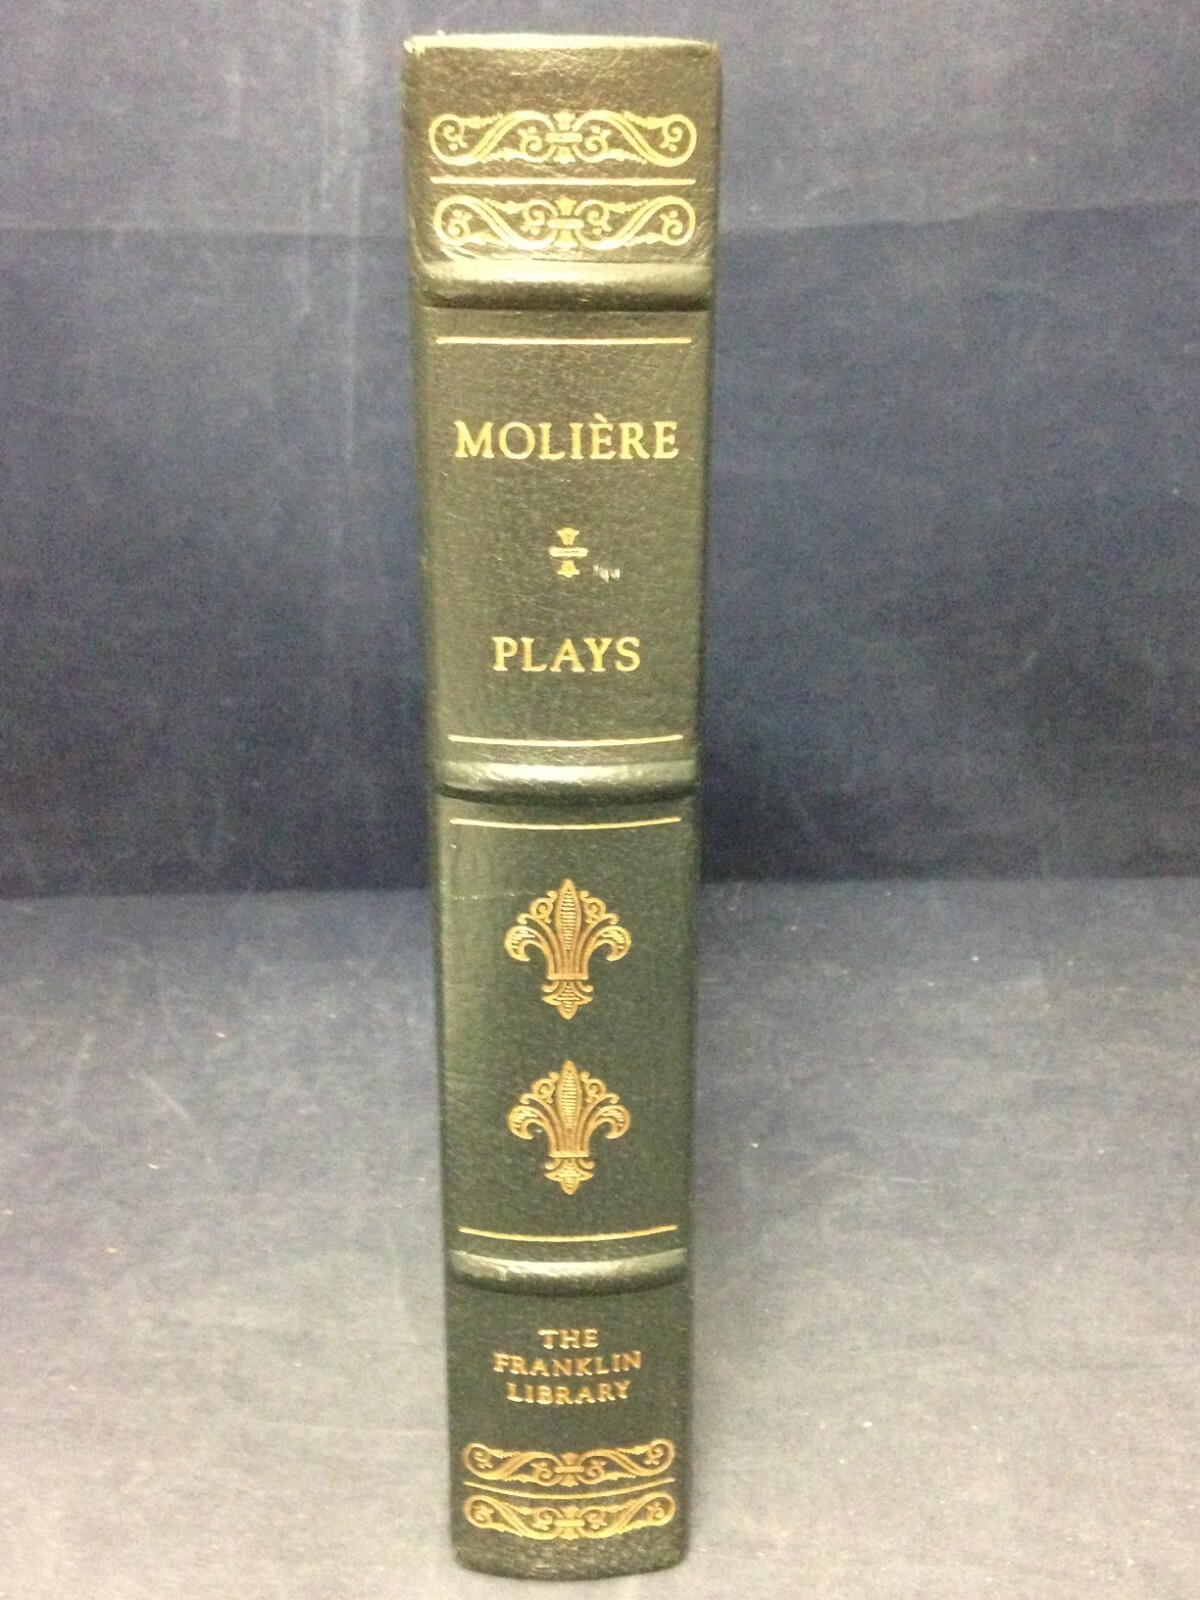 MOLIÈRE
PLAYS
THE
FRANKLIN
LIBRARY